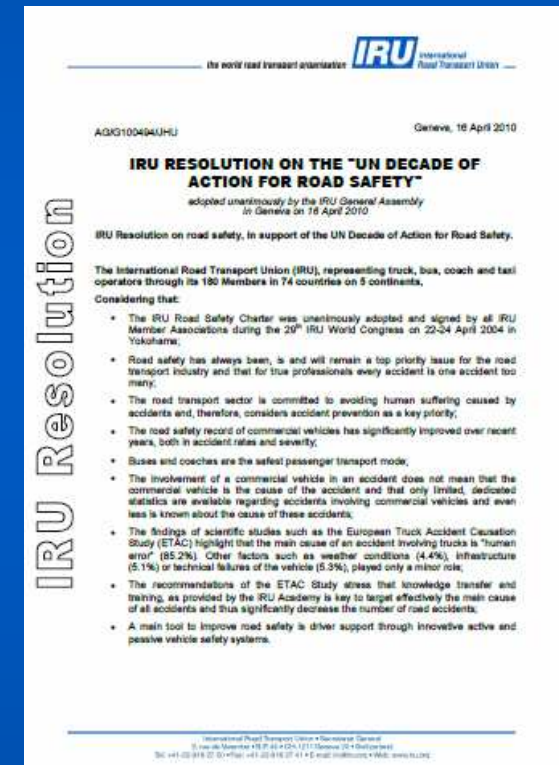 the world road transport organisation
IRU International
Road Transport Union
AG/G100494/JHU
Geneva, 16 April 2010
IRU RESOLUTION ON THE "UN DECADE OF
ACTION FOR ROAD SAFETY"
adopted unanimously by the IRU General Assembly
in Geneva on 16 April 2010
IRU Resolution on road safety, in support of the UN Decade of Action for Road Safety.
The International Road Transport Union (IRU), representing truck, bus, coach and taxi
operators through its 180 Members in 74 countries on 5 continents,
Considering that:
• The IRU Road Safety Charter was unanimously adopted and signed by all IRU
Member Associations during the 29th IRU World Congress on 22-24 April 2004 in
Yokohama;
• Road safety has always been, is and will remain a top priority issue for the road
transport industry and that for true professionals every accident is one accident too
many;
• The road transport sector is committed to avoiding human suffering caused by
accidents and, therefore, considers accident prevention as a key priority;
• The road safety record of commercial vehicles has significantly improved over recent
years, both in accident rates and severity;
• Buses and coaches are the safest passenger transport mode;
• The involvement of a commercial vehicle in an accident does not mean that the
commercial vehicle is the cause of the accident and that only limited, dedicated
statistics are available regarding accidents involving commercial vehicles and even
less is known about the cause of these accidents;
• The findings of scientific studies such as the European Truck Accident Causation
Study (ETAC) highlight that the main cause of an accident involving trucks is "human
error" (85.2%). Other factors such as weather conditions (4.4%), infrastructure
(5.1%) or technical failures of the vehicle (5.3%), played only a minor role;
• The recommendations of the ETAC Study stress that knowledge transfer and
training, as provided by the IRU Academy is key to target effectively the main cause
of all accidents and thus significantly decrease the number of road accidents;
• A main tool to improve road safety is driver support through innovative active and
passive vehicle safety systems.
International Road Transport Union • Secretariat General
IRU Resolution